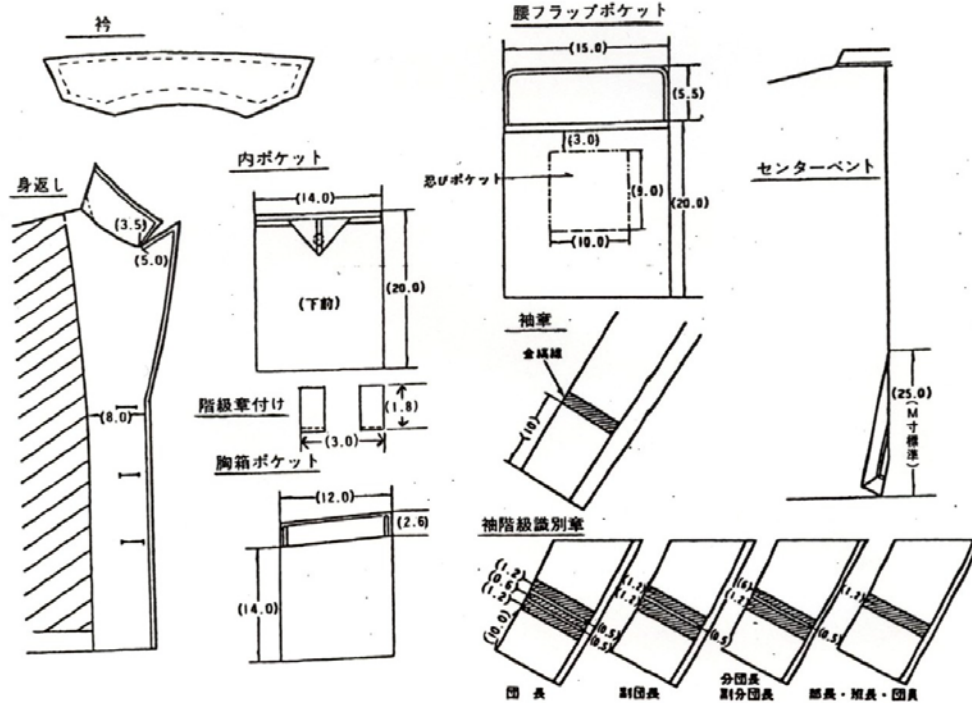 衿
身返し
(3.5)
(5.0)
(8.0)
内ポケット
(14.0)
(20.0)
(下前)
階級章付け
(1.8)
(3.0)
胸箱ポケット
(12.0)
(2.6)
(14.0)
腰フラップポケット
(15.0)
(5.5)
(3.0)
忍びポケット
(9.0)
(10.0)
(20.0)
センターベント
(25.0)
(M寸標準)
袖章
金縞線
(10)
袖階級識別章
(1.2)
(0.6)
(1.2)
(10.0)
(0.5)
(0.5)
団長
(1.2)
(1.2)
(0.5)
副団長
(6)
(1.2)
(0.5)
分団長
副分団長
(1.2)
部長・班長・団員